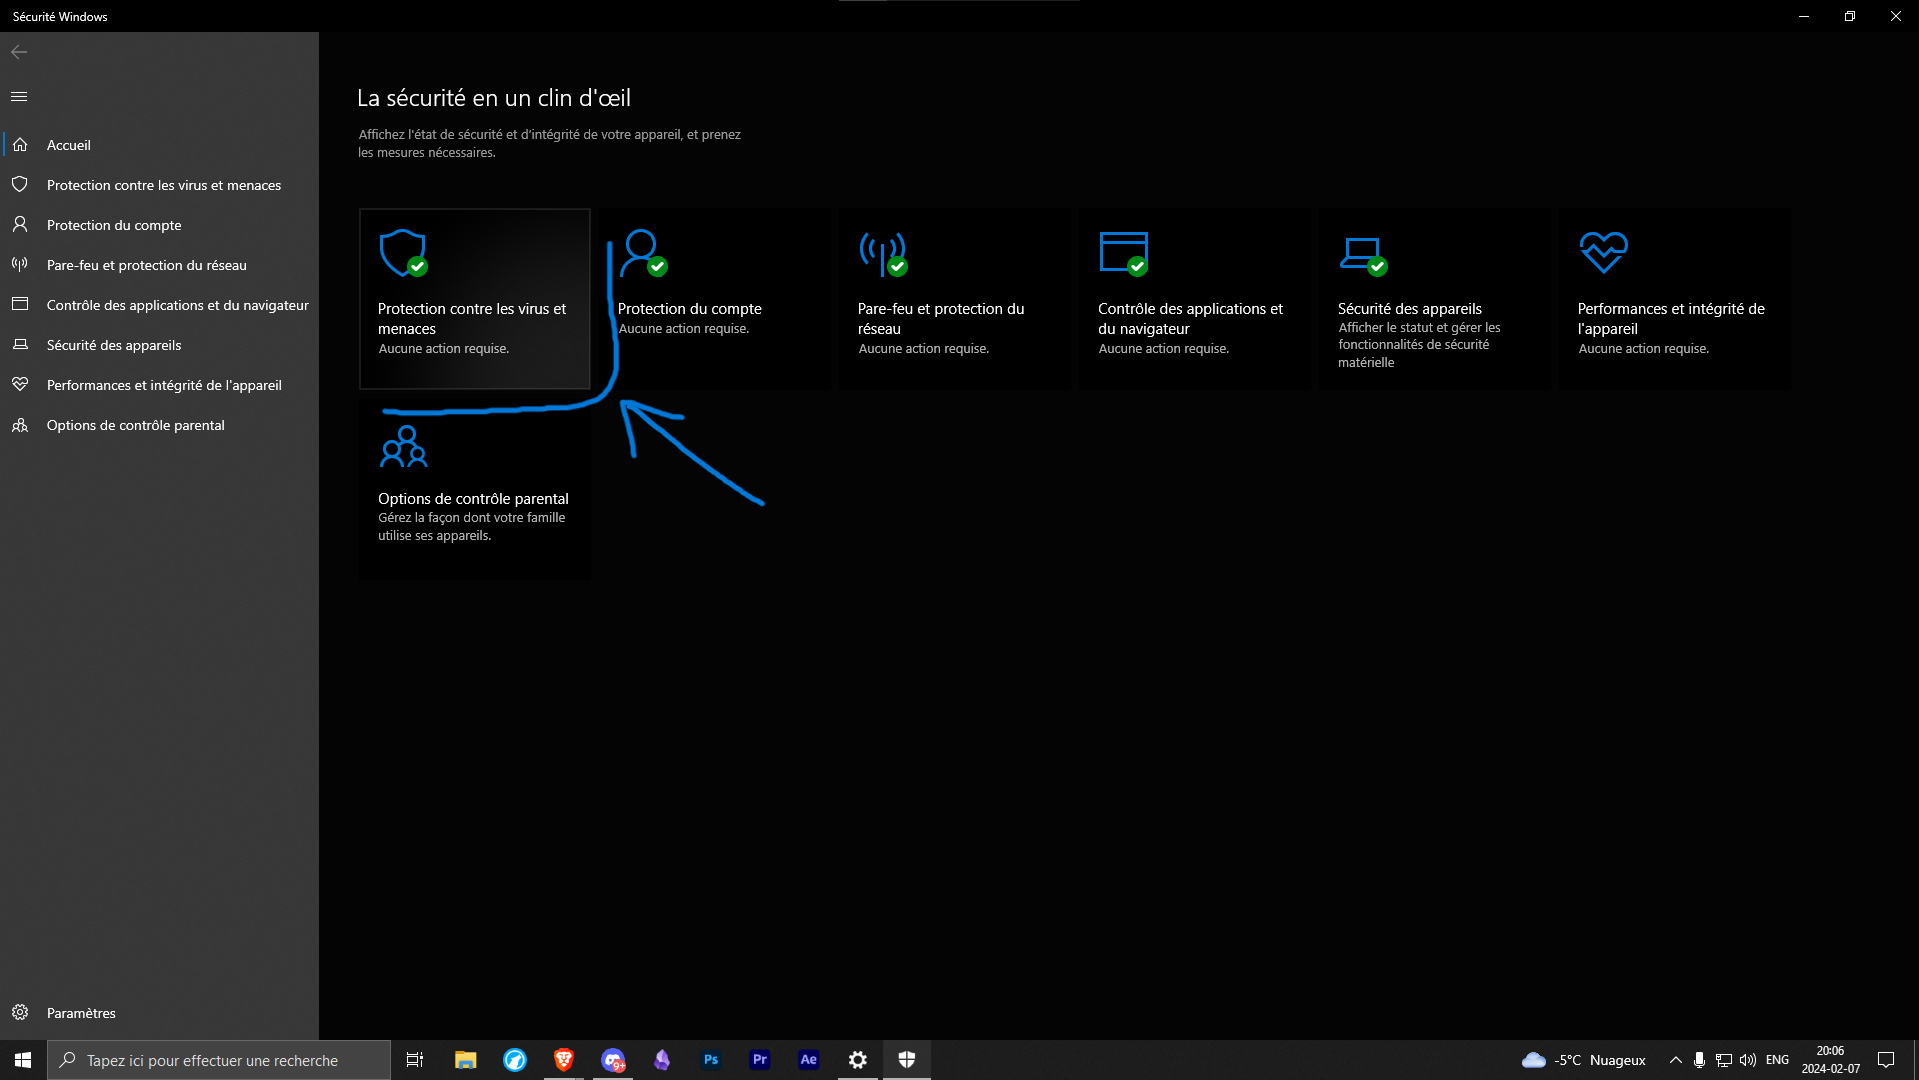 Sécurité Windows
Accueil
Protection contre les virus et menaces
Protection du compte
Pare-feu et protection du réseau
Contrôle des applications et du navigateur
Sécurité des appareils
Performances et intégrité de l'appareil
Options de contrôle parental
Paramètres
La sécurité en un clin d'œil
Affichez l'état de sécurité et d'intégrité de votre appareil, et prenez
les mesures nécessaires.
Protection contre les virus et
menaces
Aucune action requise.
Protection du compte
Aucune action requise.
Pare-feu et protection du
réseau
Aucune action requise.
Contrôle des applications et
du navigateur
Aucune action requise.
Sécurité des appareils
Afficher le statut et gérer les
fonctionnalités de sécurité
matérielle
Performances et intégrité de
l'appareil
Aucune action requise.
Options de contrôle parental
Gérez la façon dont votre famille
utilise ses appareils.
Tapez ici pour effectuer une recherche
9+
Ps
Pr
Ae
-5°C Nuageux
ENG
20:06
2024-02-07